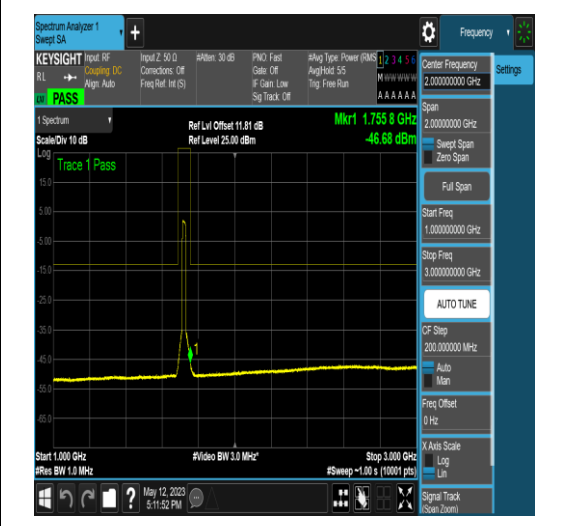 Spectrum Analyzer 1
Swept SA
+
Frequency
KEYSIGHT
RL
PASS
Input: RF
Coupling: DC
Align: Auto
Input Z: 50 Ω
Corrections: Off
Freq Ref: Int (S)
#Atten: 30 dB
PNO: Fast
Gate: Off
IF Gain: Low
Sig Track: Off
#Avg Type: Power (RMS
Avg|Hold: 5/5
Trig: Free Run
1 2 3 4 5 6
M W W W W W
A A A A A A
1 Spectrum
Scale/Div 10 dB
Ref Lvl Offset 11.81 dB
Ref Level 25.00 dBm
Mkr1 1.755 8 GHz
-46.68 dBm
Log
Trace 1 Pass
15.0
5.00
-5.00
-15.0
-25.0
-35.0
-45.0
-55.0
-65.0
1
Start 1.000 GHz
#Res BW 1.0 MHz
#Video BW 3.0 MHz*
Stop 3.000 GHz
#Sweep ~1.00 s (10001 pts)
Center Frequency
2.000000000 GHz
Span
2.00000000 GHz
Swept Span
Zero Span
Full Span
Start Freq
1.000000000 GHz
Stop Freq
3.000000000 GHz
AUTO TUNE
CF Step
200.000000 MHz
Auto
Man
Freq Offset
0 Hz
X Axis Scale
Log
Lin
Signal Track
(Span Zoom)
Settings
?
May 12, 2023
5:11:52 PM